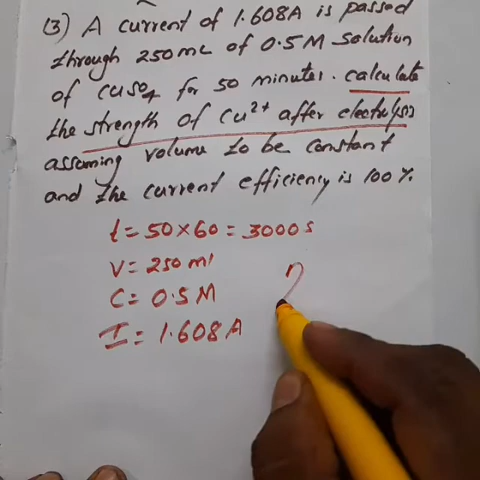 (3) A current of 1.608A is passed
through 250mL of 0.5M solution
of CuSO4 for 50 minutes. calculate
the strength of Cu2+ after electrolysis
assuming volume to be constant
and the current efficiency is 100%.
t = 50 × 60 = 3000 s
V = 250 ml
C = 0.5 M
I = 1.608 A